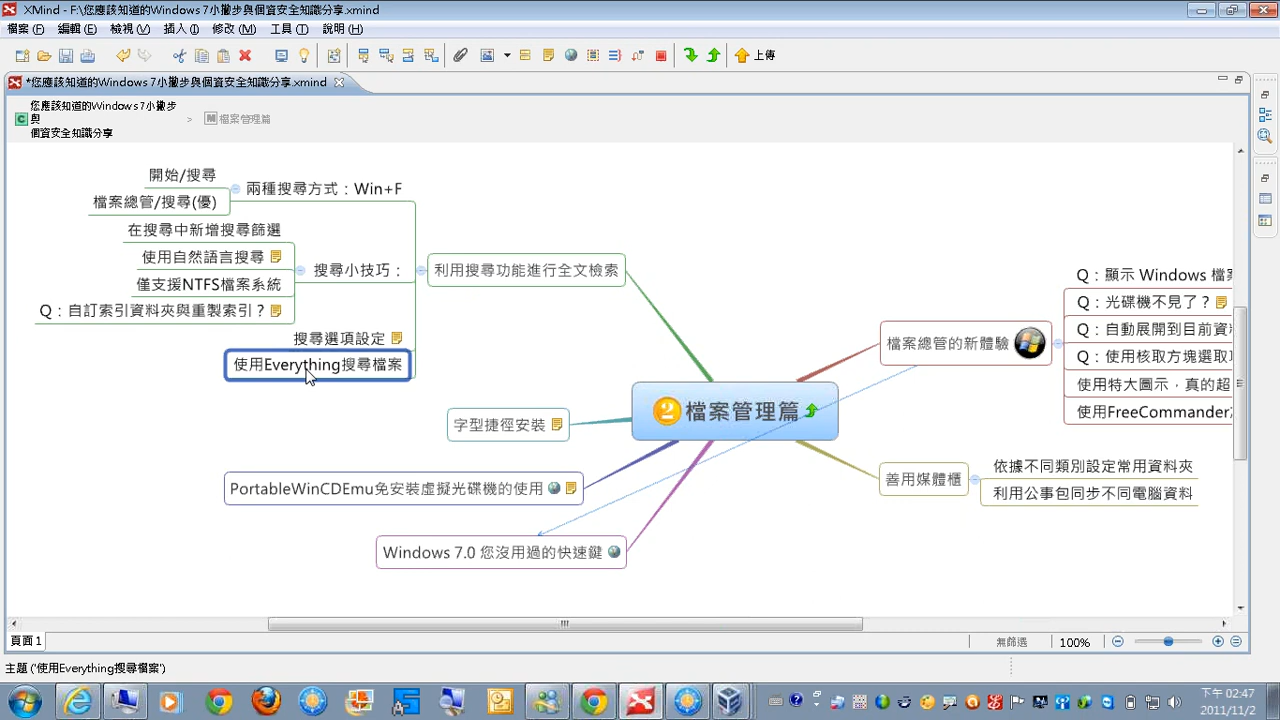 XMind - F:\您應該知道的Windows 7小撇步與個資安全知識分享.xmind
檔案 (F) 編輯 (E) 檢視 (V) 插入 (I) 修改 (M) 工具 (T) 說明 (H)
上傳
*您應該知道的Windows 7小撇步與個資安全知識分享.xmind
您應該知道的Windows 7小撇步
與
個資安全知識分享
> 檔案管理篇
開始/搜尋
檔案總管/搜尋(優)
兩種搜尋方式：Win+F
在搜尋中新增搜尋篩選
使用自然語言搜尋
僅支援NTFS檔案系統
Q：自訂索引資料夾與重製索引？
搜尋小技巧：
搜尋選項設定
使用Everything搜尋檔案
利用搜尋功能進行全文檢索
字型捷徑安裝
PortableWinCDEmu免安裝虛擬光碟機的使用
Windows 7.0 您沒用過的快速鍵
2 檔案管理篇
檔案總管的新體驗
Q：顯示 Windows 檔案
Q：光碟機不見了？
Q：自動展開到目前資料
Q：使用核取方塊選取
使用特大圖示，真的超
使用FreeCommander
善用媒體櫃
依據不同類別設定常用資料夾
利用公事包同步不同電腦資料
頁面 1
無篩選
100%
主題 ('使用Everything搜尋檔案')
下午 02:47
2011/11/2